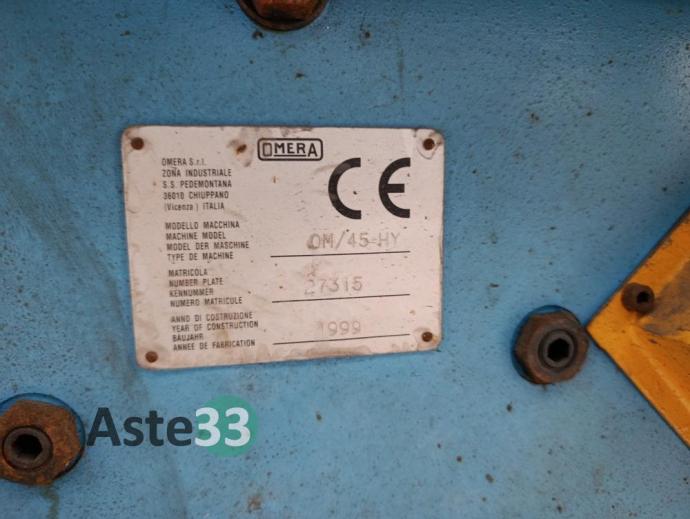 OMERA
OMERA S.r.l.
ZONA INDUSTRIALE
S.S. PEDEMONTANA
36010 CHIUPPANO
(Vicenza) ITALIA
CE
MODELLO MACCHINA
MACHINE MODEL
MODEL DER MASCHINE
TYPE DE MACHINE OM/45-HY
MATRICOLA
NUMBER PLATE
KENNUMMER
NUMERO MATRICULE 27315
ANNO DI COSTRUZIONE
YEAR OF CONSTRUCTION
BAUJAHR
ANNEE DE FABRICATION 1999
Aste33